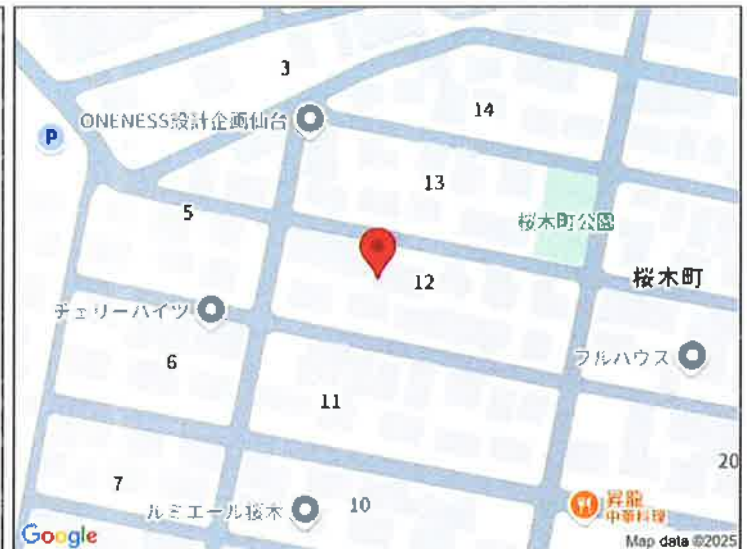 3
14
ONENESS設計企画仙台
P
13
5
桜木町公園
12
桜木町
チェリーハイツ
フルハウス
6
11
20
7
ルミエール桜木
10
昇龍
中華料理
Google
Map data ©2025